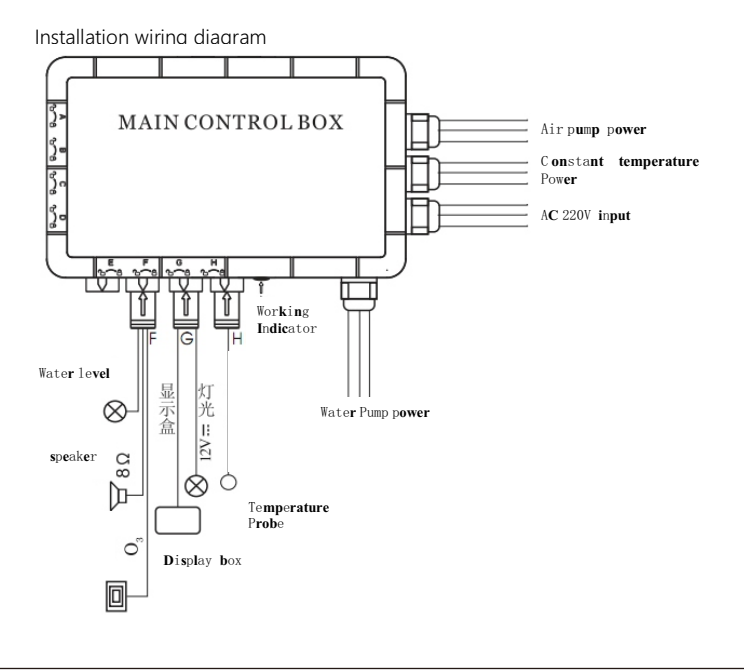 Installation wiring diagram
MAIN CONTROL BOX
A
B
C
D
E F G H
Air pump power
Constant temperature
Power
AC 220V input
Working
Indicator
F G H
Water level
显示盒
灯光
12V
Water Pump power
speaker
8Ω
Temperature
Probe
O₃
Display box